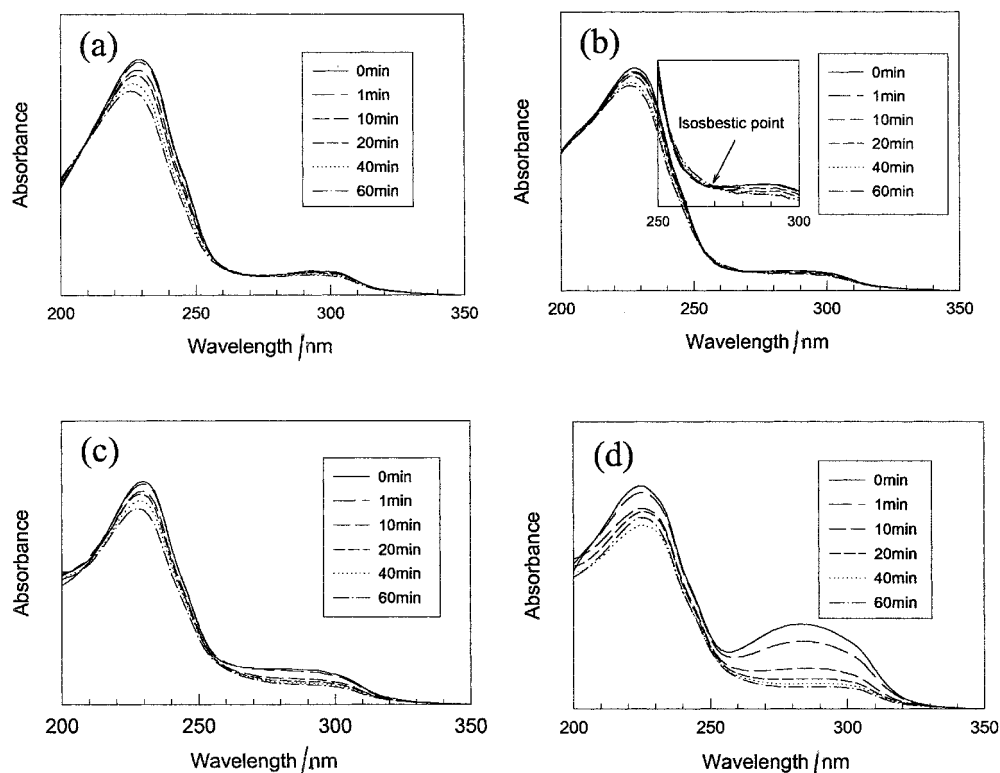 (a)
0min
1min
10min
20min
40min
60min
Absorbance
200 250 300 350
Wavelength /nm
(b)
Isosbestic point
250 300
0min
1min
10min
20min
40min
60min
Absorbance
200 250 300 350
Wavelength /nm
(c)
0min
1min
10min
20min
40min
60min
Absorbance
200 250 300 350
Wavelength /nm
(d)
0min
1min
10min
20min
40min
60min
Absorbance
200 250 300 350
Wavelength /nm